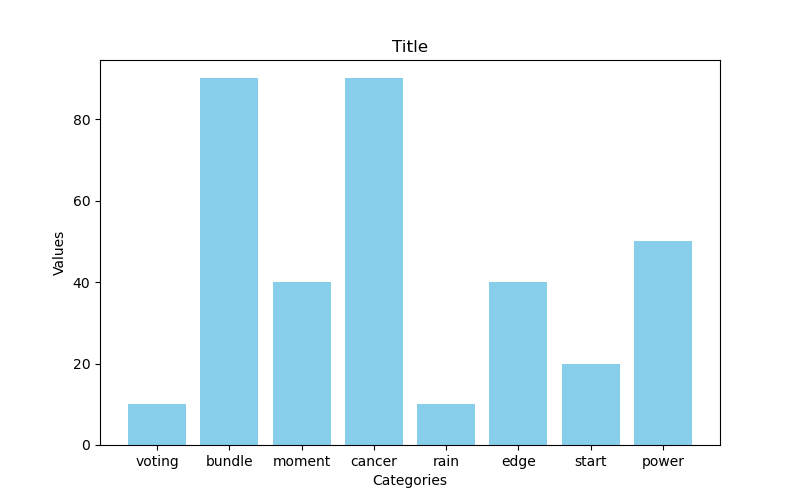 Title
80
60
40
20
0
Values
voting bundle moment cancer rain edge start power
Categories